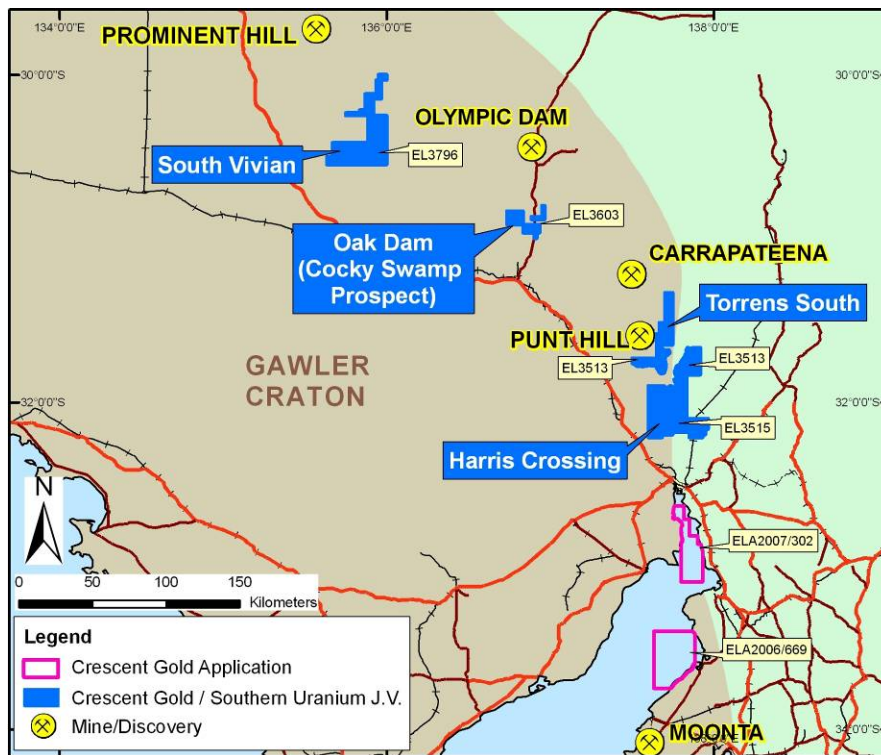 134°0'0"E
136°0'0"E
138°0'0"E
PROMINENT HILL
30°0'0"S
30°0'0"S
OLYMPIC DAM
South Vivian
EL3796
EL3603
Oak Dam
(Cocky Swamp
Prospect)
CARRAPATEENA
Torrens South
PUNT HILL
EL3513
EL3513
GAWLER
CRATON
32°0'0"S
32°0'0"S
EL3515
Harris Crossing
N
ELA2007/302
0 50 100 150
Kilometers
Legend
Crescent Gold Application
Crescent Gold / Southern Uranium J.V.
Mine/Discovery
ELA2006/669
MOONTA
34°0'0"S